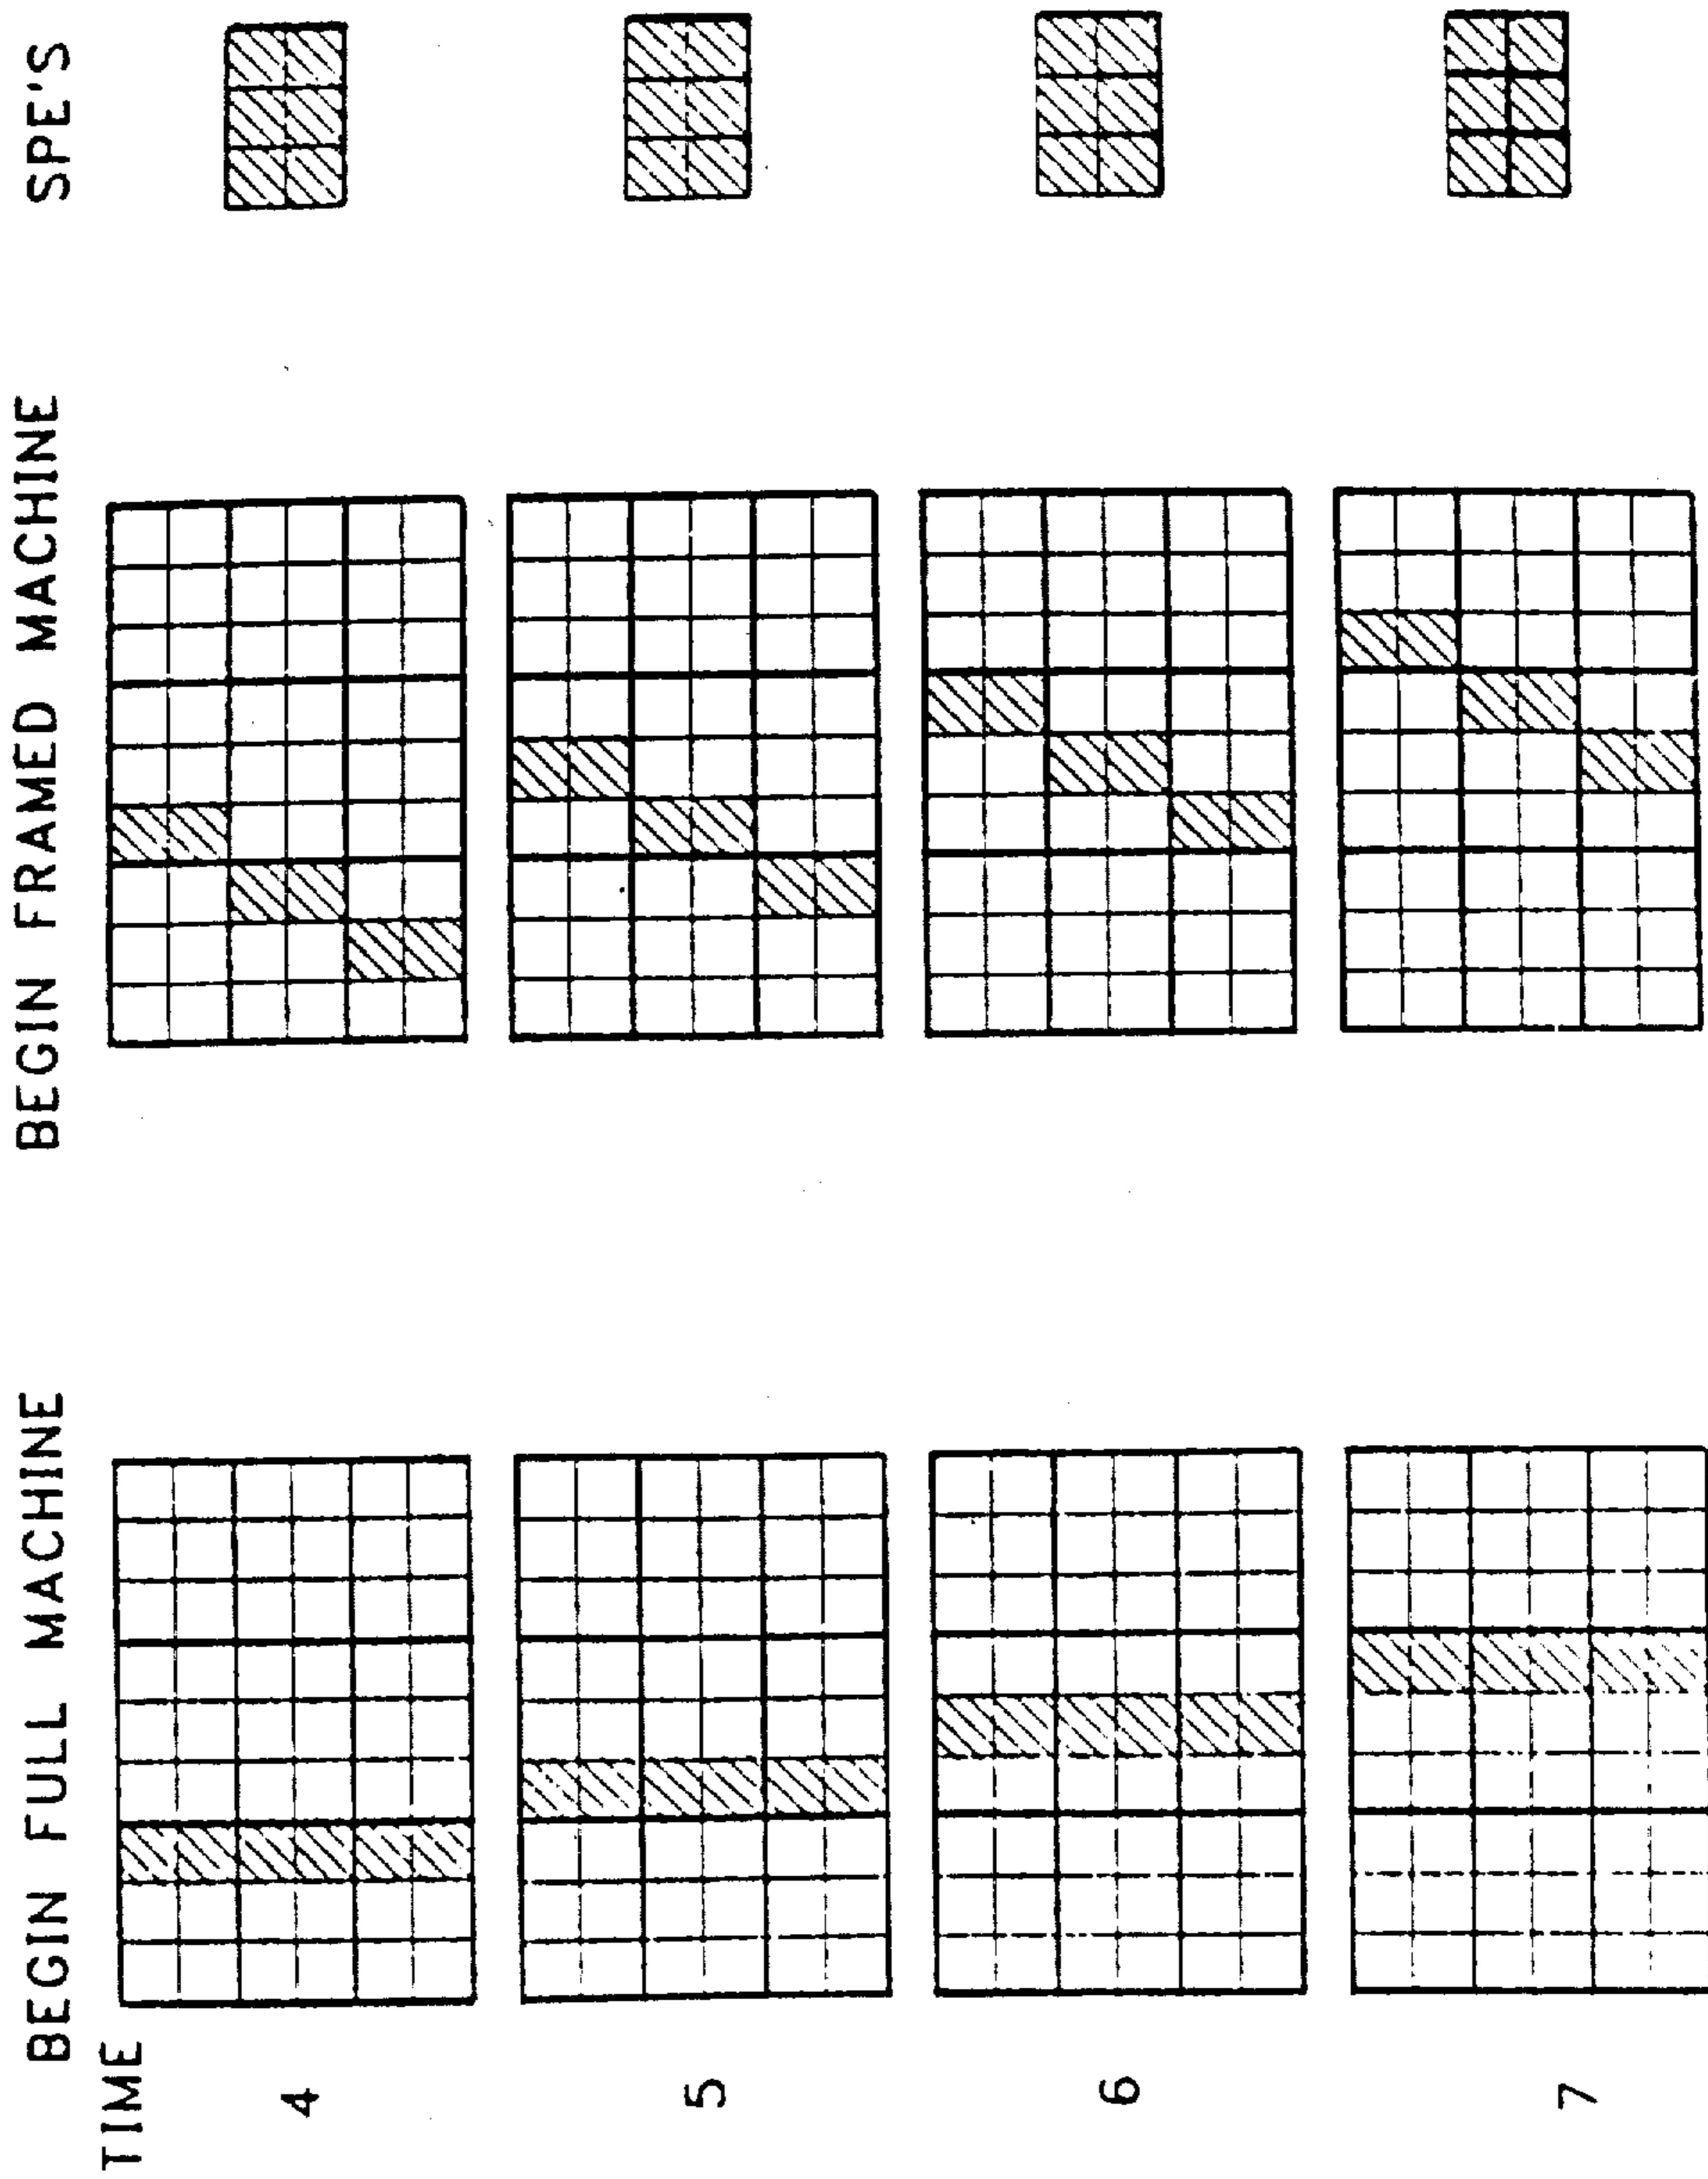 BEGIN FULL MACHINE
BEGIN FRAMED MACHINE
SPE'S
TIME
4
5
6
7